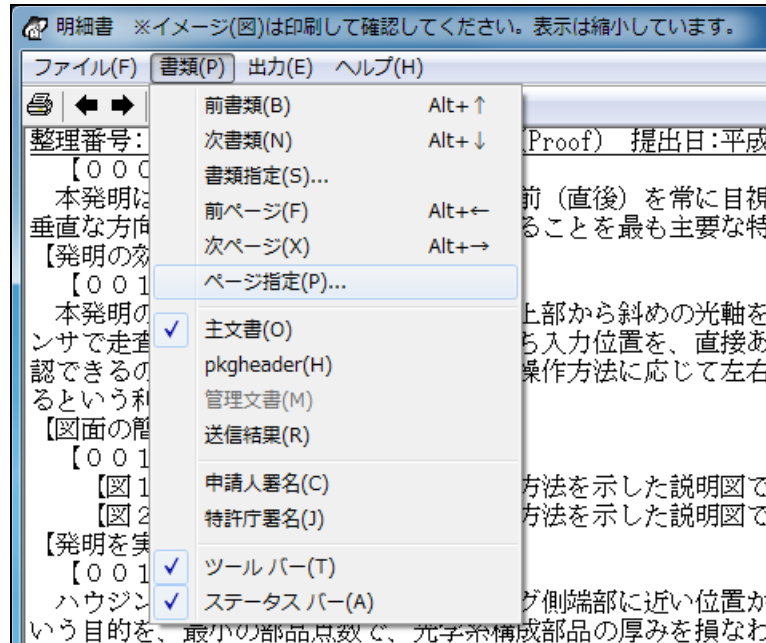 明細書　※イメージ(図)は印刷して確認してください。表示は縮小しています。
ファイル(F) 書類(P) 出力(E) ヘルプ(H)
前書類(B) Alt+↑
整理番号: 次書類(N) Alt+↓ (Proof) 提出日:平成
【０００ 書類指定(S)...
本発明は 前ページ(F) Alt+← 前（直後）を常に目視
垂直な方向 次ページ(X) Alt+→ ることを最も主要な特
【発明の効
【００１ ページ指定(P)...
本発明の 主文書(O) 上部から斜めの光軸を
ンサで走査 ち入力位置を、直接あ
認できるの pkgheader(H) 操作方法に応じて左右
るという利 管理文書(M)
【図面の簡 送信結果(R)
【００１
【図１ 申請人署名(C) 方法を示した説明図で
【図２ 特許庁署名(J) 方法を示した説明図で
【発明を実
【００１ ツール バー(T)
ハウジン ステータス バー(A) グ側端部に近い位置か
いう目的を、最小の部品点数で、光学系構成部品の厚みを損なわ